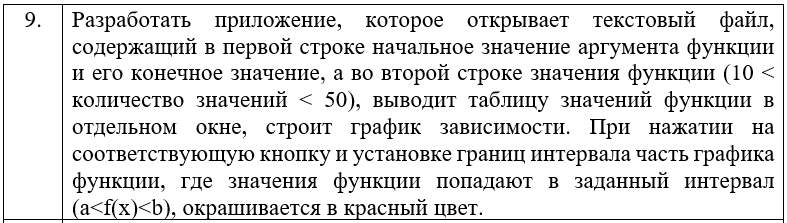 9. Разработать приложение, которое открывает текстовый файл,
содержащий в первой строке начальное значение аргумента функции
и его конечное значение, а во второй строке значения функции (10 <
количество значений < 50), выводит таблицу значений функции в
отдельном окне, строит график зависимости. При нажатии на
соответствующую кнопку и установке границ интервала часть графика
функции, где значения функции попадают в заданный интервал
(a<f(x)<b), окрашивается в красный цвет.